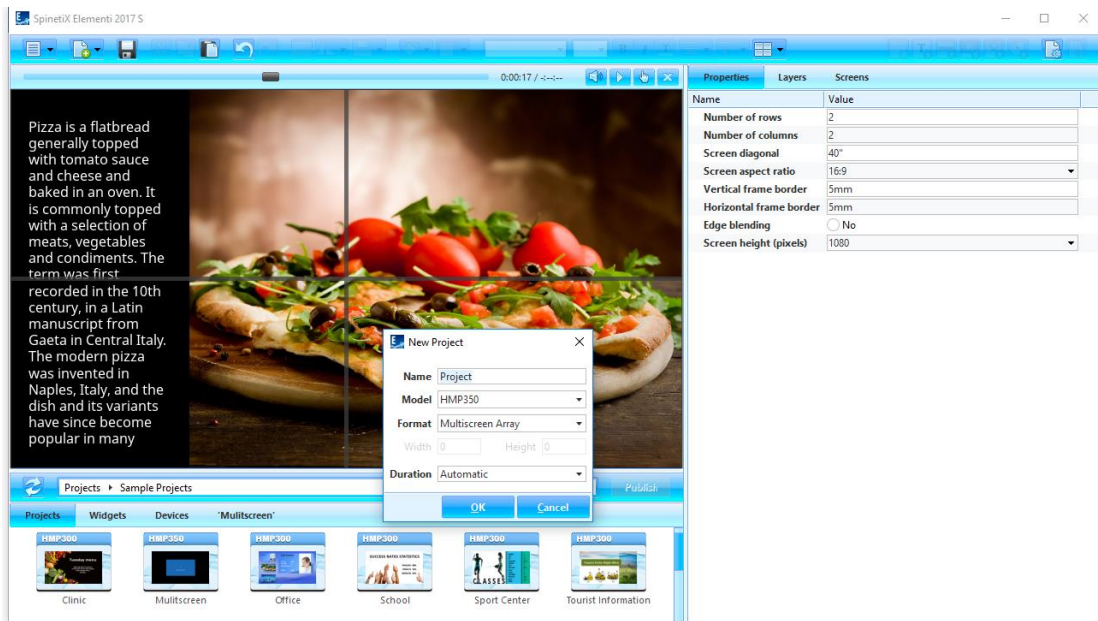 SpinetiX Elementi 2017 S
0:00:17 / -:--:--
Pizza is a flatbread
generally topped
with tomato sauce
and cheese and
baked in an oven. It
is commonly topped
with a selection of
meats, vegetables
and condiments. The
term was first
recorded in the 10th
century, in a Latin
manuscript from
Gaeta in Central Italy.
The modern pizza
was invented in
Naples, Italy, and the
dish and its variants
have since become
popular in many
Properties Layers Screens
Name Value
Number of rows 2
Number of columns 2
Screen diagonal 40"
Screen aspect ratio 16:9
Vertical frame border 5mm
Horizontal frame border 5mm
Edge blending No
Screen height (pixels) 1080
New Project
Name Project
Model HMP350
Format Multiscreen Array
Width 0 Height 0
Duration Automatic
OK Cancel
Projects Sample Projects
Publish
Projects Widgets Devices 'Mulitscreen'
HMP300 HMP350 HMP300 HMP300 HMP300 HMP300
Tuesday menu
SUCCESS RATES STATISTICS
CLASSES
Clinic Mulitscreen Office School Sport Center Tourist Information